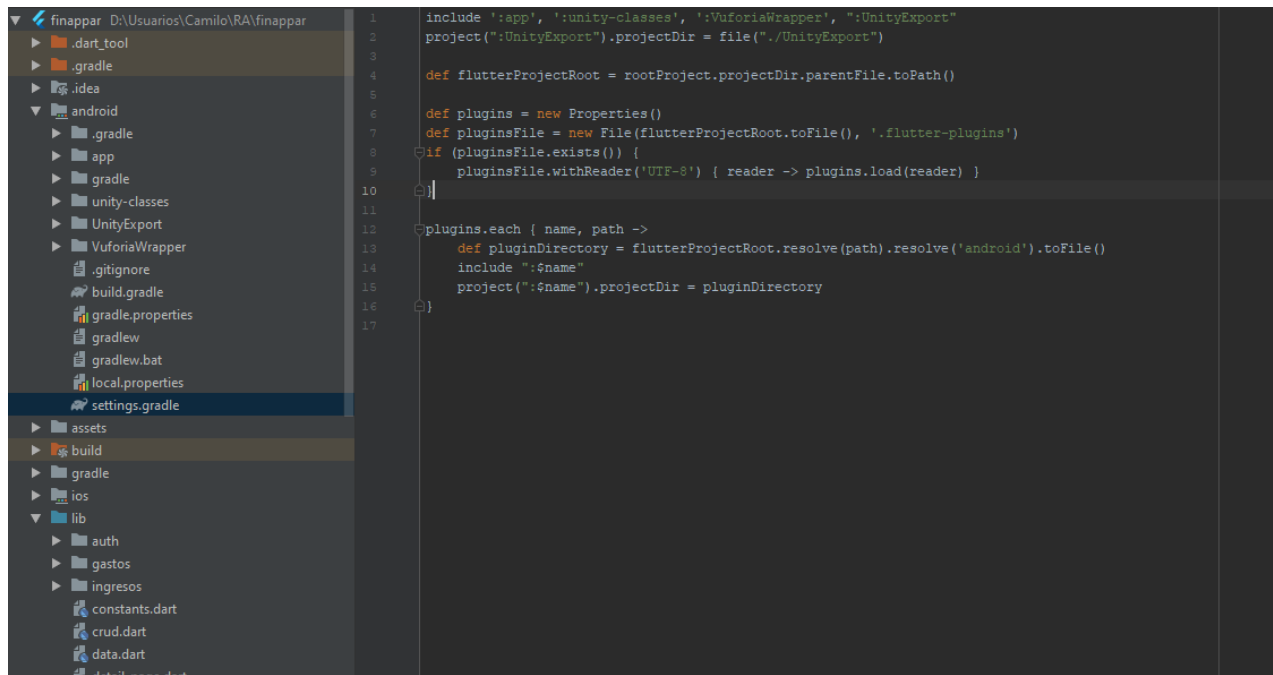 finappar D:\Usuarios\Camilo\RA\finappar
.dart_tool
.gradle
.idea
android
.gradle
app
gradle
unity-classes
UnityExport
VuforiaWrapper
.gitignore
build.gradle
gradle.properties
gradlew
gradlew.bat
local.properties
settings.gradle
assets
build
gradle
ios
lib
auth
gastos
ingresos
constants.dart
crud.dart
data.dart
1 include ':app', ':unity-classes', ':VuforiaWrapper', ":UnityExport"
2 project(":UnityExport").projectDir = file("./UnityExport")
3
4 def flutterProjectRoot = rootProject.projectDir.parentFile.toPath()
5
6 def plugins = new Properties()
7 def pluginsFile = new File(flutterProjectRoot.toFile(), '.flutter-plugins')
8 if (pluginsFile.exists()) {
9 pluginsFile.withReader('UTF-8') { reader -> plugins.load(reader) }
10 }
11
12 plugins.each { name, path ->
13 def pluginDirectory = flutterProjectRoot.resolve(path).resolve('android').toFile()
14 include ":$name"
15 project(":$name").projectDir = pluginDirectory
16 }
17